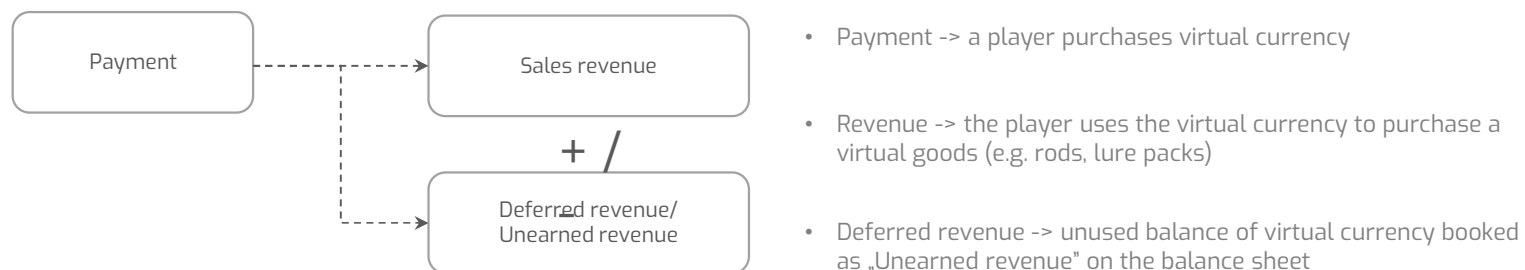 Payment
Sales revenue
+ /
-
Deferred revenue/
Unearned revenue
• Payment -> a player purchases virtual currency
• Revenue -> the player uses the virtual currency to purchase a
virtual goods (e.g. rods, lure packs)
• Deferred revenue -> unused balance of virtual currency booked
as „Unearned revenue” on the balance sheet